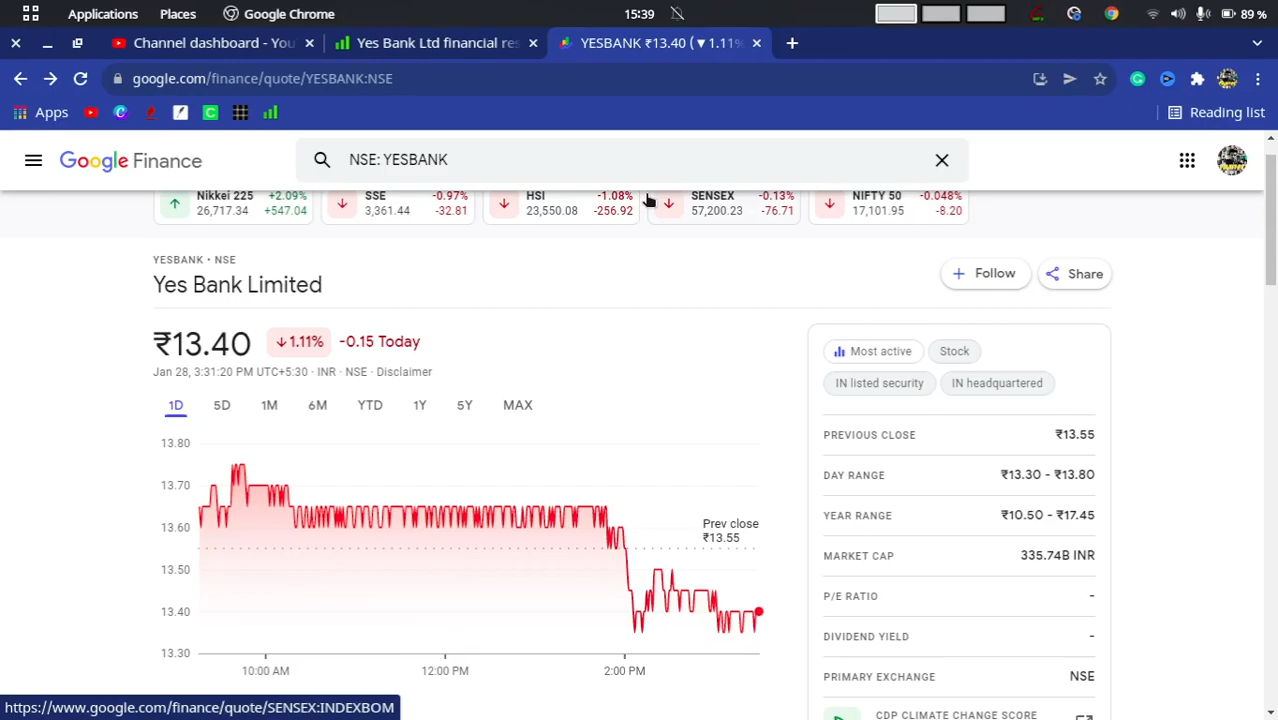 Applications Places Google Chrome 15:39 89 %
Channel dashboard - You Yes Bank Ltd financial res YESBANK ₹13.40 (▼1.11%
google.com/finance/quote/YESBANK:NSE
Apps Reading list
Google Finance NSE: YESBANK
Nikkei 225 +2.09% SSE -0.97% HSI -1.08% SENSEX -0.13% NIFTY 50 -0.048%
26,717.34 +547.04 3,361.44 -32.81 23,550.08 -256.92 57,200.23 -76.71 17,101.95 -8.20
YESBANK • NSE
Yes Bank Limited
+ Follow Share
₹13.40 ↓1.11% -0.15 Today
Jan 28, 3:31:20 PM UTC+5:30 · INR · NSE · Disclaimer
1D 5D 1M 6M YTD 1Y 5Y MAX
13.80
13.70
13.60
13.50
13.40
13.30
Prev close
₹13.55
10:00 AM 12:00 PM 2:00 PM
Most active Stock
IN listed security IN headquartered
PREVIOUS CLOSE ₹13.55
DAY RANGE ₹13.30 - ₹13.80
YEAR RANGE ₹10.50 - ₹17.45
MARKET CAP 335.74B INR
P/E RATIO -
DIVIDEND YIELD -
PRIMARY EXCHANGE NSE
CDP CLIMATE CHANGE SCORE
https://www.google.com/finance/quote/SENSEX:INDEXBOM